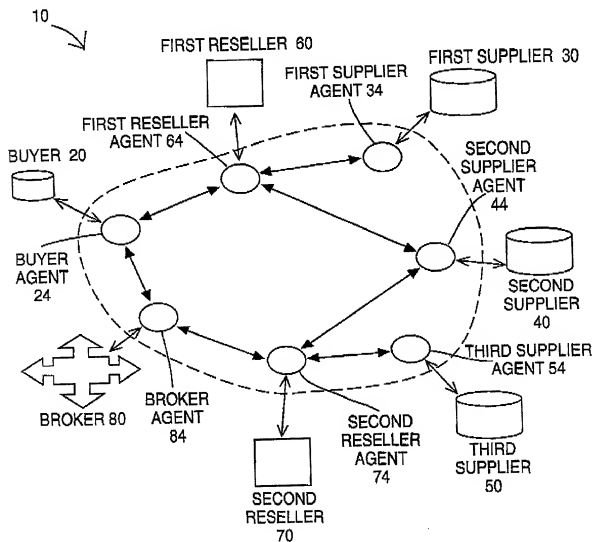 10
FIRST RESELLER 60
FIRST SUPPLIER
AGENT 34
FIRST SUPPLIER 30
FIRST RESELLER
AGENT 64
SECOND
SUPPLIER
AGENT
44
BUYER 20
BUYER
AGENT
24
SECOND
SUPPLIER
40
THIRD SUPPLIER
AGENT 54
BROKER 80
BROKER
AGENT
84
SECOND
RESELLER
AGENT
74
THIRD
SUPPLIER
50
SECOND
RESELLER
70